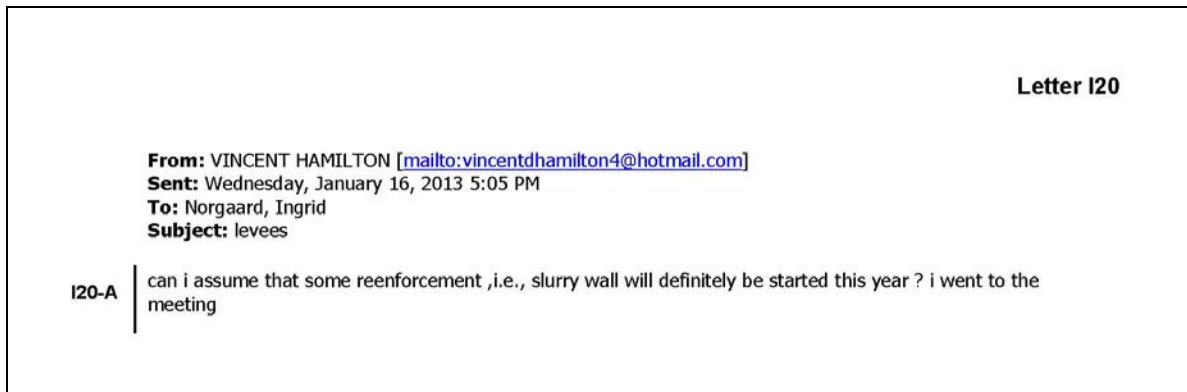 Letter I20
From: VINCENT HAMILTON [mailto:vincentdhamilton4@hotmail.com]
Sent: Wednesday, January 16, 2013 5:05 PM
To: Norgaard, Ingrid
Subject: levees
I20-A
can i assume that some reenforcement ,i.e., slurry wall will definitely be started this year ? i went to the
meeting